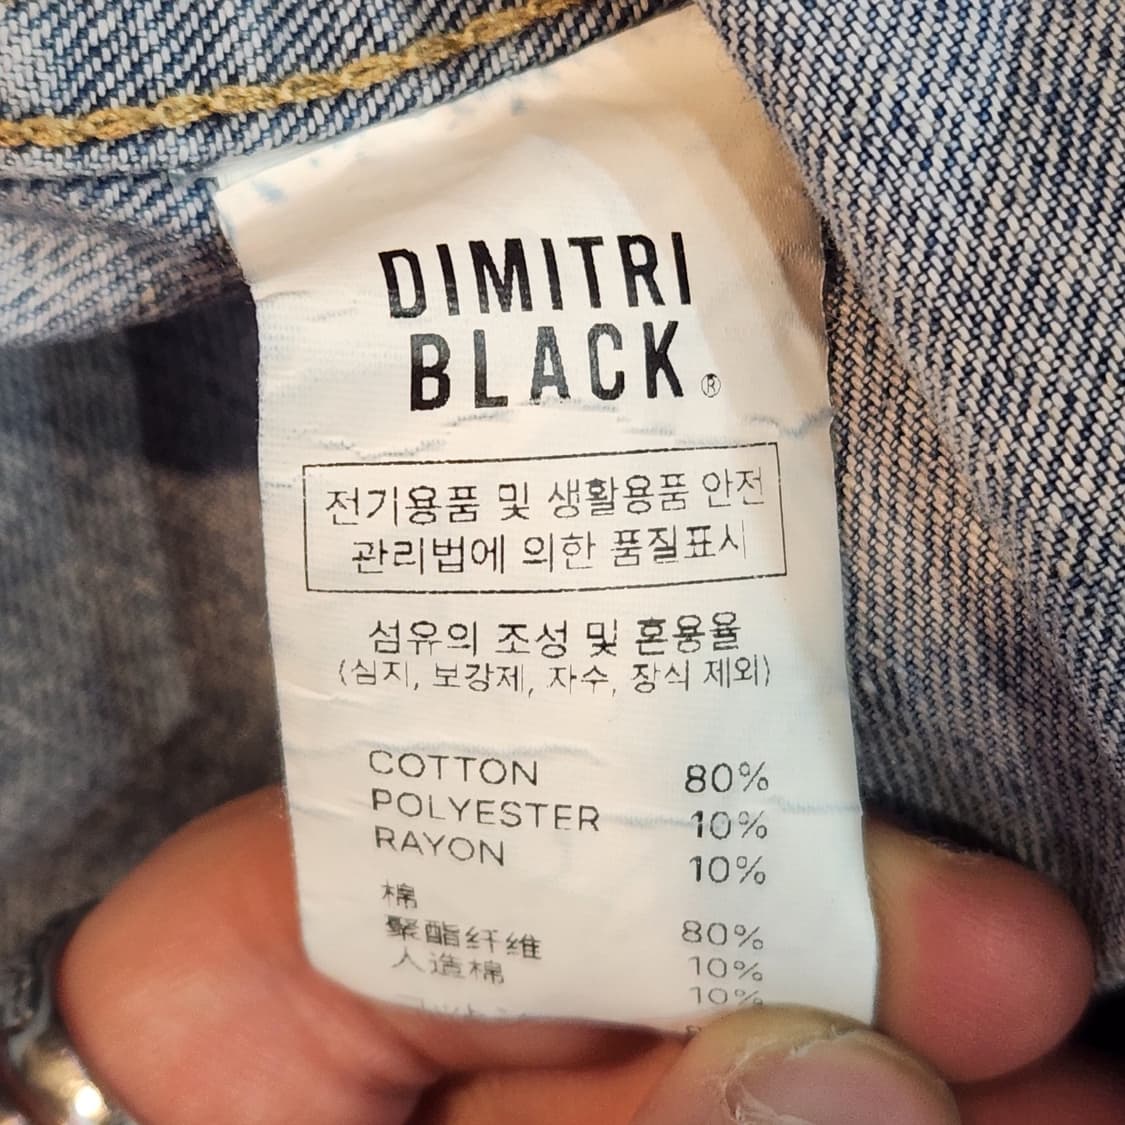 DIMITRI
BLACK®
전기용품 및 생활용품 안전
관리법에 의한 품질표시
섬유의 조성 및 혼용율
(심지, 보강제, 자수, 장식 제외)
COTTON 80%
POLYESTER 10%
RAYON 10%
棉 80%
聚酯纤维 10%
人造棉 10%